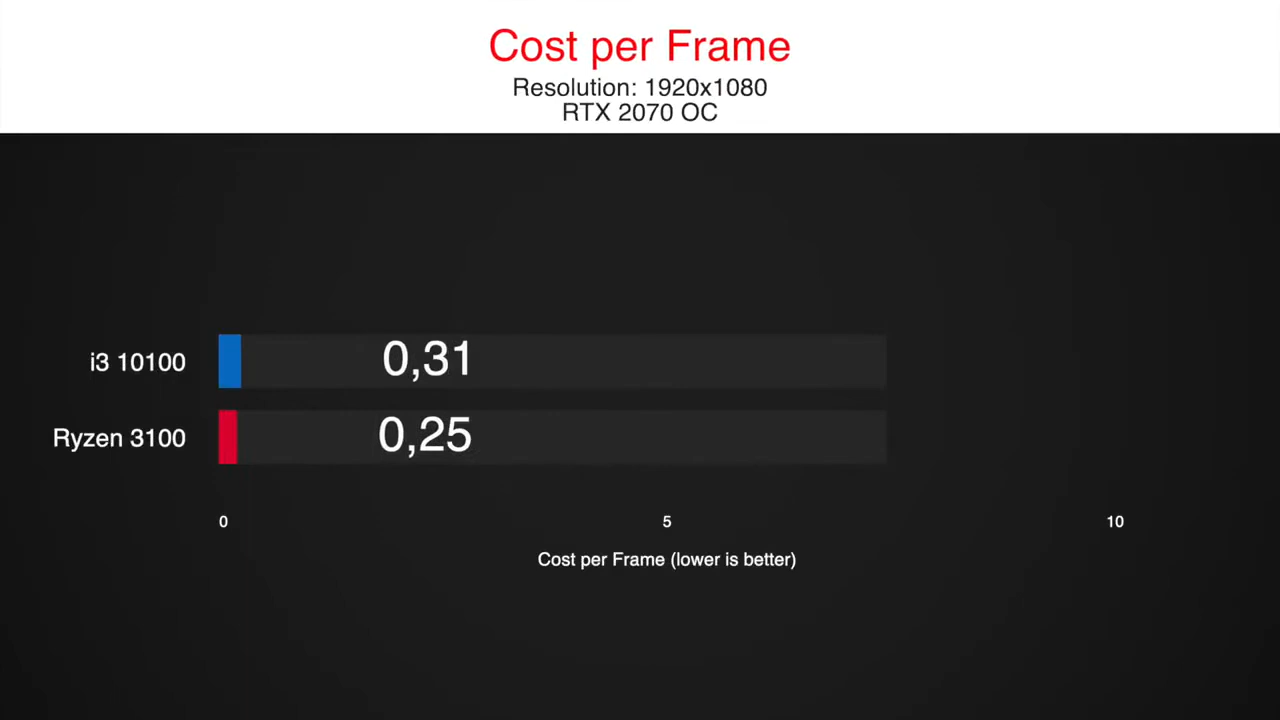 Cost per Frame
Resolution: 1920x1080
RTX 2070 OC
i3 10100 0,31
Ryzen 3100 0,25
0 5 10
Cost per Frame (lower is better)